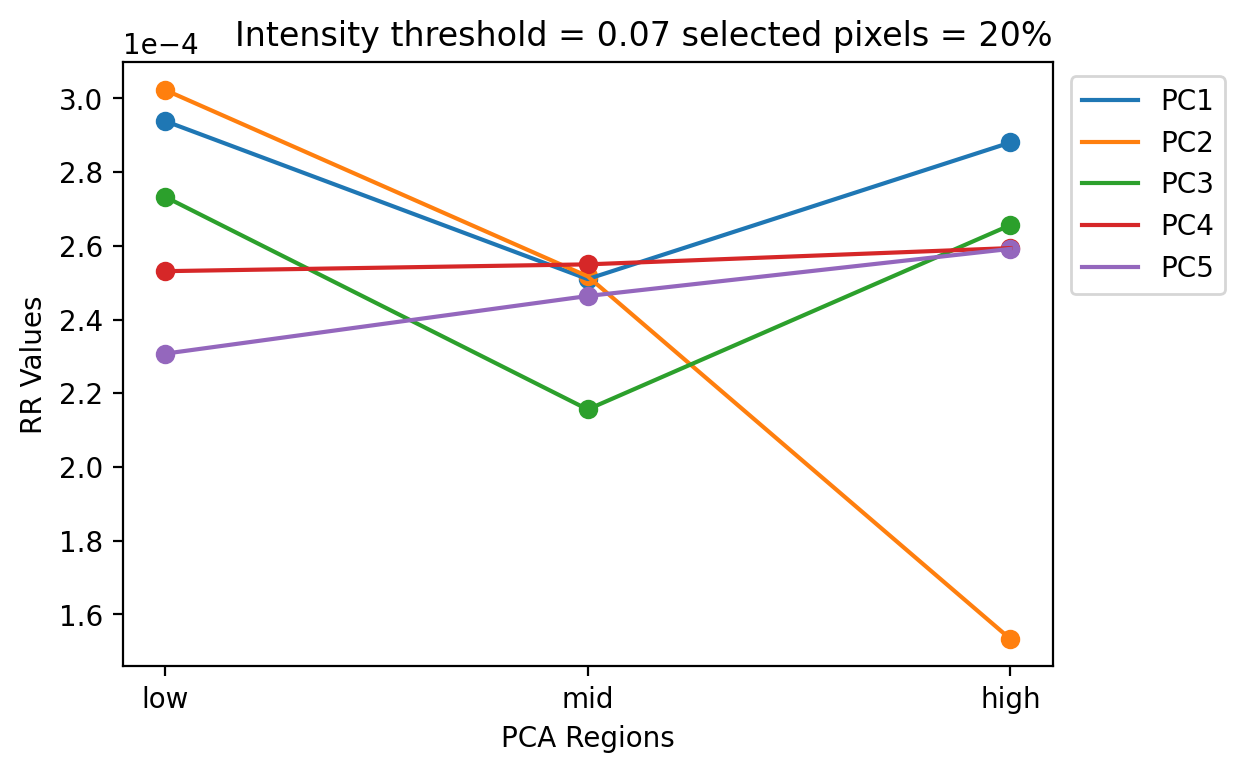 Intensity threshold = 0.07 selected pixels = 20%
1e−4
3.0
2.8
2.6
2.4
2.2
2.0
1.8
1.6
RR Values
low mid high
PCA Regions
PC1
PC2
PC3
PC4
PC5